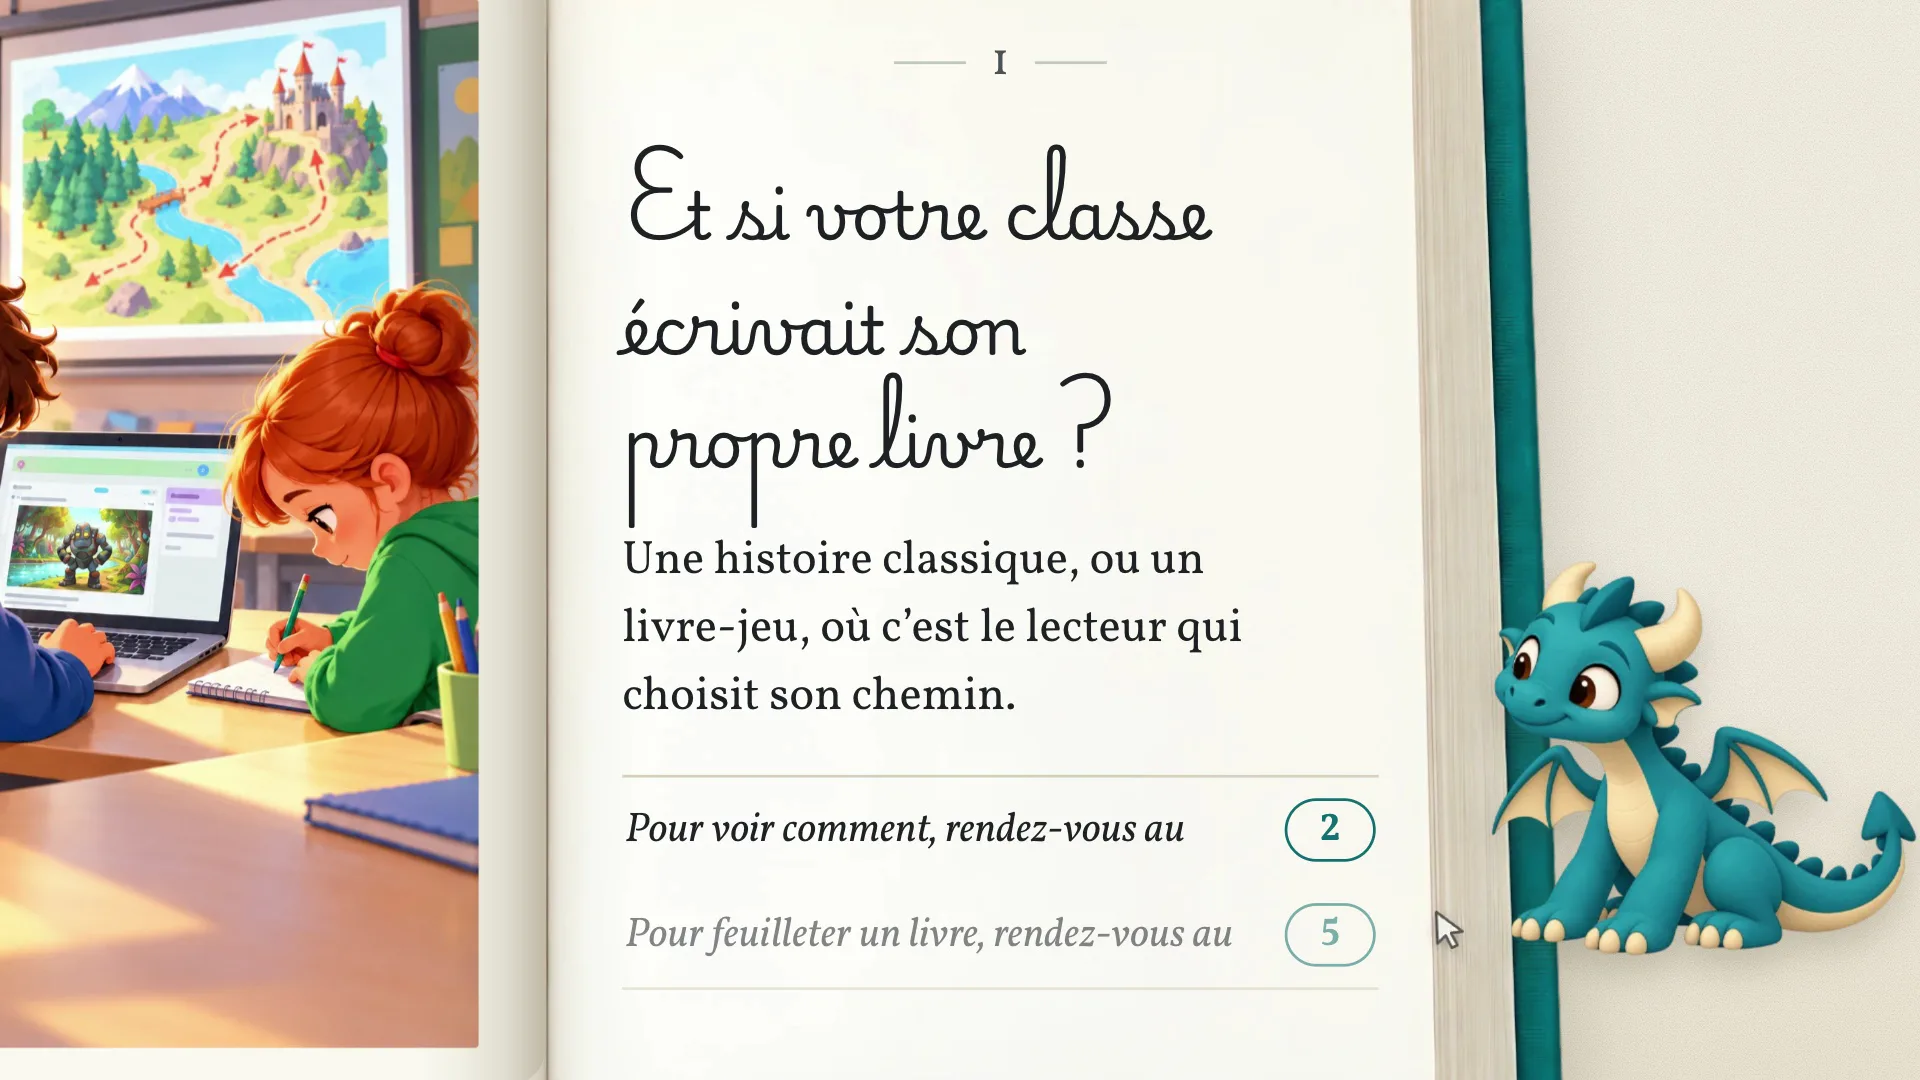 I
Et si votre classe
écrivait son
propre livre ?
Une histoire classique, ou un
livre-jeu, où c’est le lecteur qui
choisit son chemin.
Pour voir comment, rendez-vous au 2
Pour feuilleter un livre, rendez-vous au 5